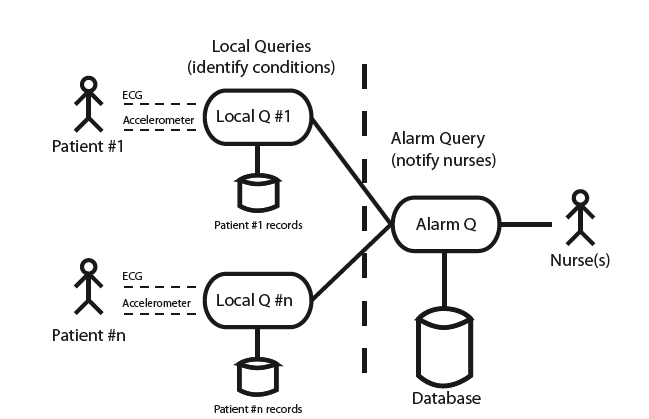 Local Queries
(identify conditions)
ECG
Accelerometer
Patient #1
Local Q #1
Patient #1 records
Alarm Query
(notify nurses)
Alarm Q
Nurse(s)
ECG
Accelerometer
Patient #n
Local Q #n
Patient #n records
Database